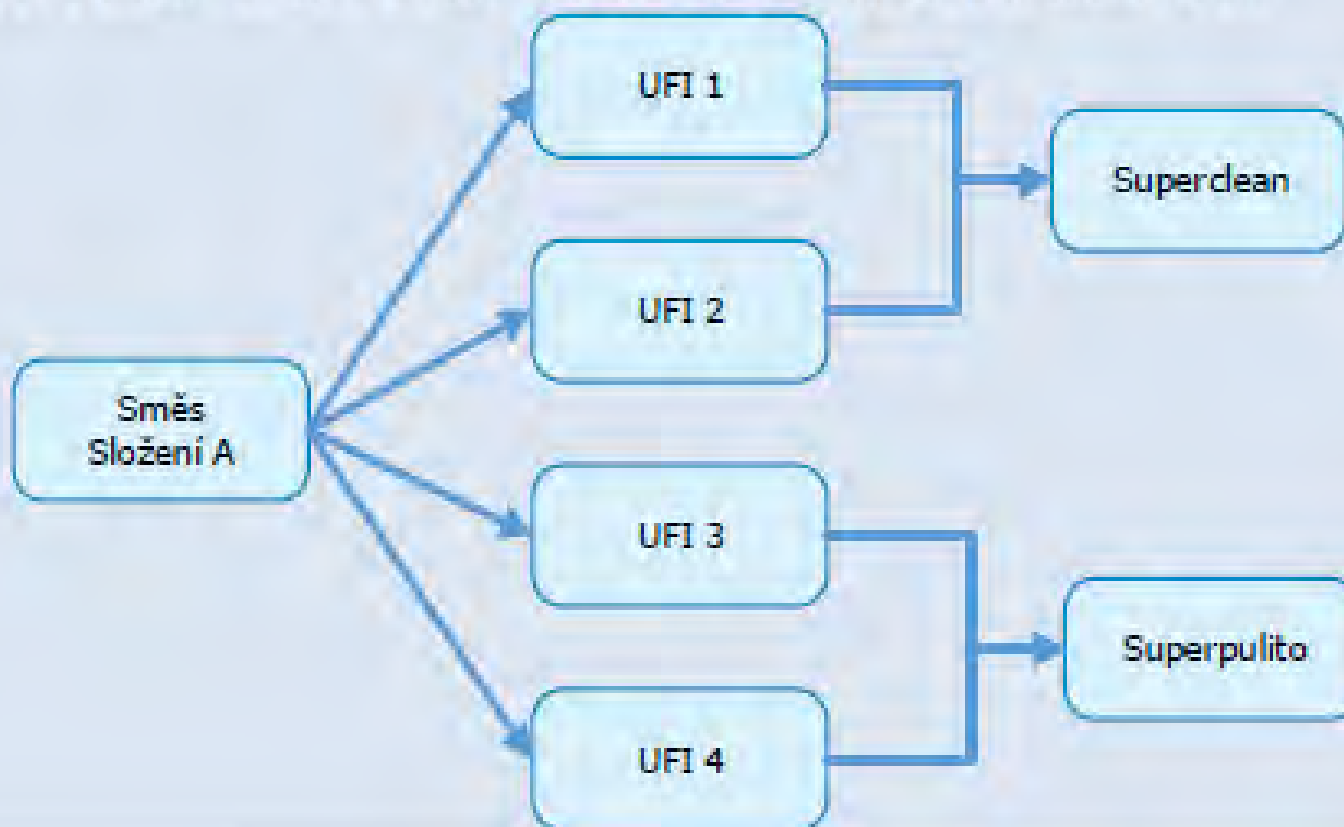 UFI 1
Superclean
UFI 2
Směs
Složení A
UFI 3
Superpulito
UFI 4